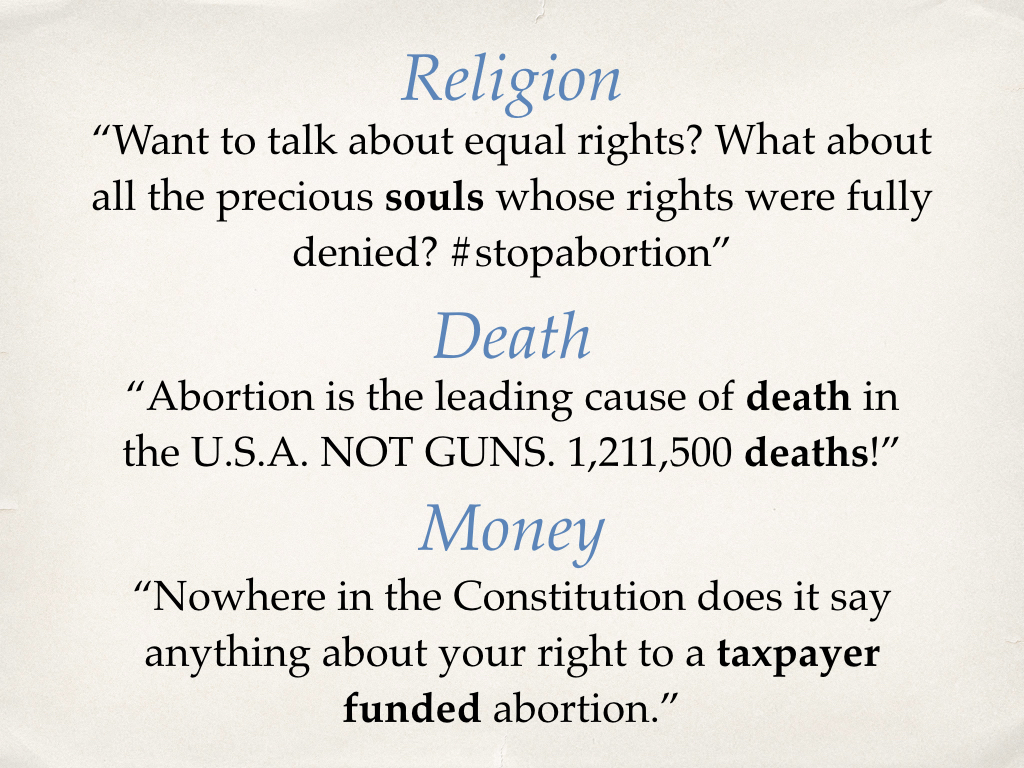 Religion
“Want to talk about equal rights? What about
all the precious souls whose rights were fully
denied? #stopabortion”
Death
“Abortion is the leading cause of death in
the U.S.A. NOT GUNS. 1,211,500 deaths!”
Money
“Nowhere in the Constitution does it say
anything about your right to a taxpayer
funded abortion.”